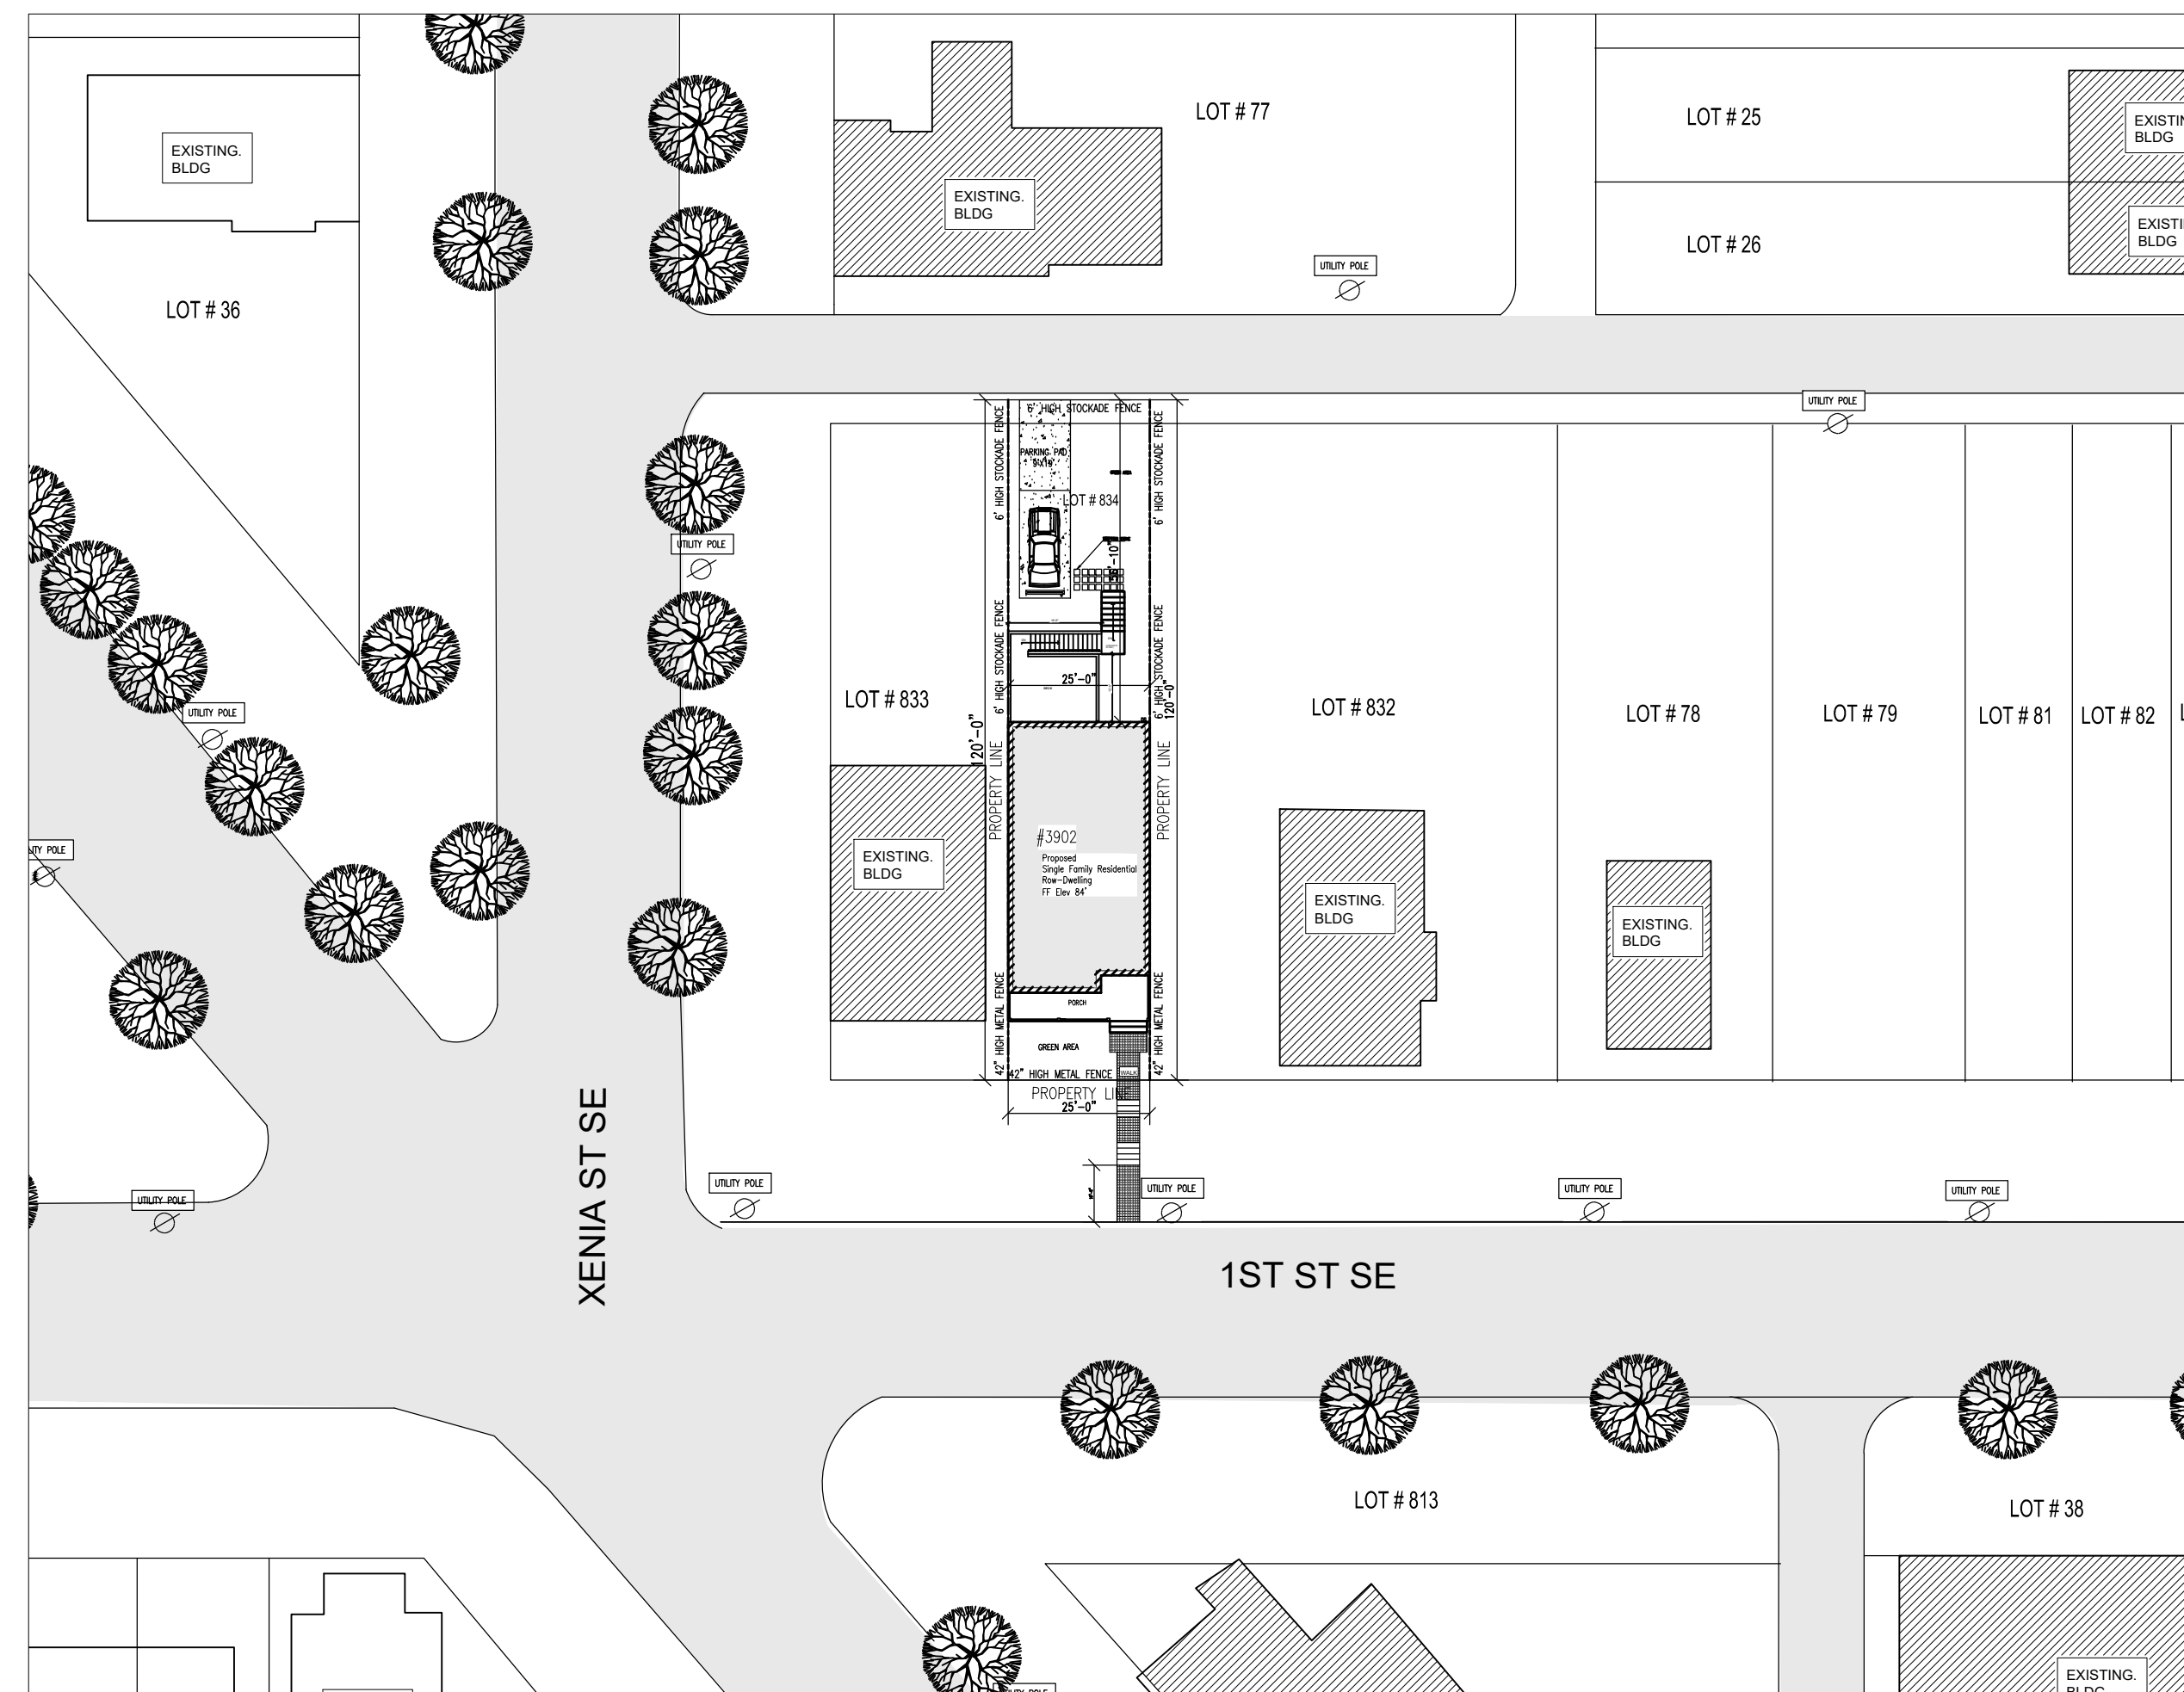 LOT # 77
LOT # 25
EXISTING.
BLDG
BLDG
EXISTING.
BLDG
BLDG
LOT # 26
UTILITY POLE
LOT # 36
UTILITY POLE
6' HIGH STOCKADE FENCE
6' HIGH STOCKADE FENCE
6' HIGH STOCKADE FENCE
PARKING PAD
9'X19'
LOT # 834
UTILITY POLE
6' HIGH STOCKADE FENCE
6' HIGH STOCKADE FENCE
25'-0"
120'-0"
120'-0"
LOT # 833
LOT # 832
LOT # 78
LOT # 79
LOT # 81
LOT # 82
UTILITY POLE
PROPERTY LINE
PROPERTY LINE
#3902
Proposed
Single Family Residential
Row-Dwelling
FF Elev 84'
EXISTING.
BLDG
EXISTING.
BLDG
EXISTING.
BLDG
POLE
PORCH
42" HIGH METAL FENCE
42" HIGH METAL FENCE
GREEN AREA
42" HIGH METAL FENCE
WALK
PROPERTY LINE
25'-0"
UTILITY POLE
UTILITY POLE
UTILITY POLE
UTILITY POLE
UTILITY POLE
XENIA ST SE
1ST ST SE
LOT # 813
LOT # 38
EXISTING.
POLE